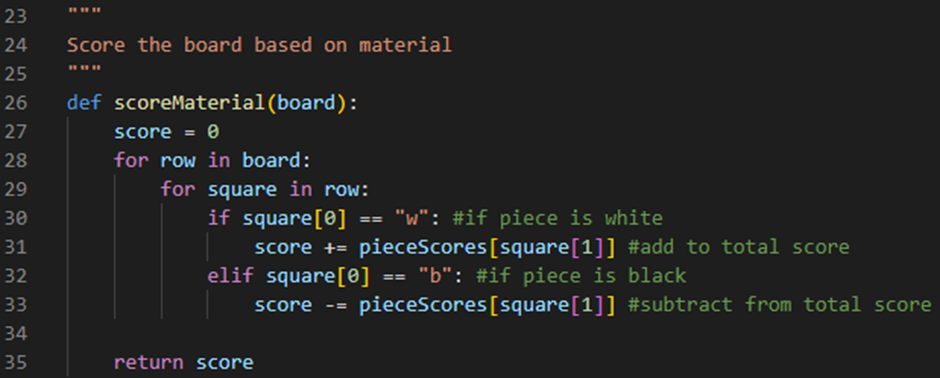 23 """
24 Score the board based on material
25 """
26 def scoreMaterial(board):
27     score = 0
28     for row in board:
29         for square in row:
30             if square[0] == "w": #if piece is white
31                 score += pieceScores[square[1]] #add to total score
32             elif square[0] == "b": #if piece is black
33                 score -= pieceScores[square[1]] #subtract from total score
34
35     return score